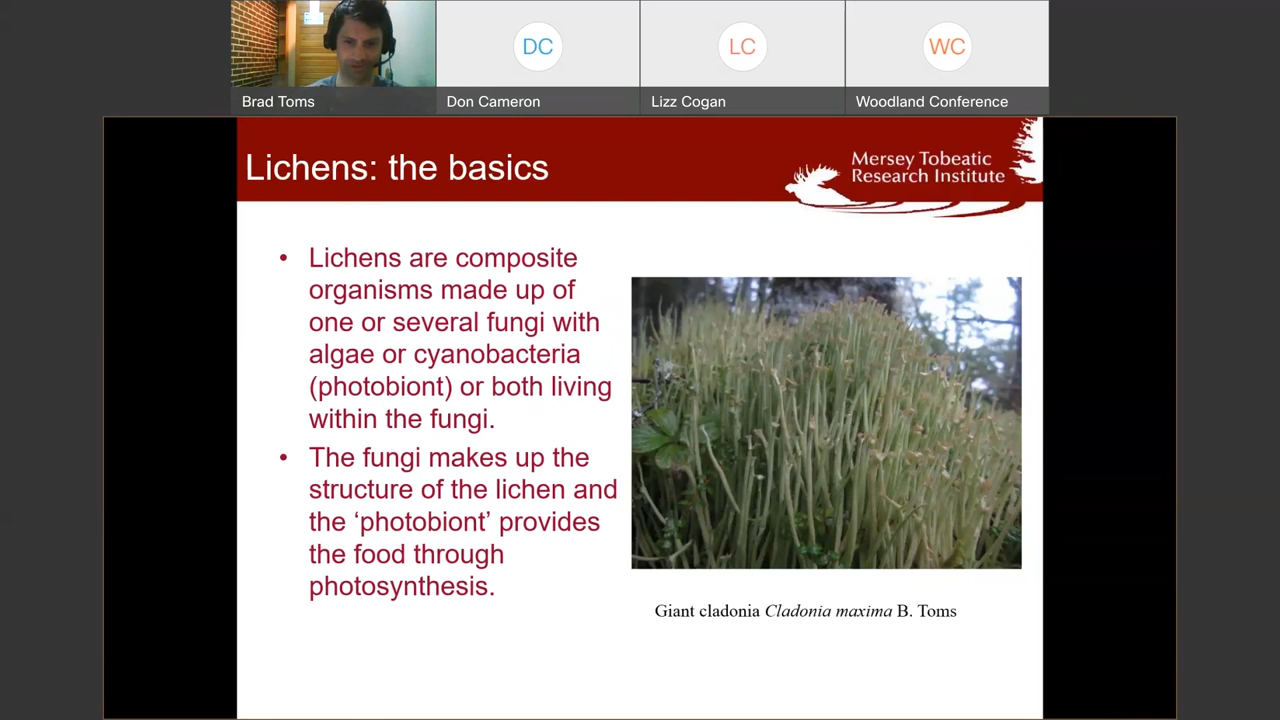 DC
LC
WC
Brad Toms
Don Cameron
Lizz Cogan
Woodland Conference
Lichens: the basics
Mersey Tobeatic
Research Institute
• Lichens are composite
organisms made up of
one or several fungi with
algae or cyanobacteria
(photobiont) or both living
within the fungi.
• The fungi makes up the
structure of the lichen and
the ‘photobiont’ provides
the food through
photosynthesis.
Giant cladonia Cladonia maxima B. Toms